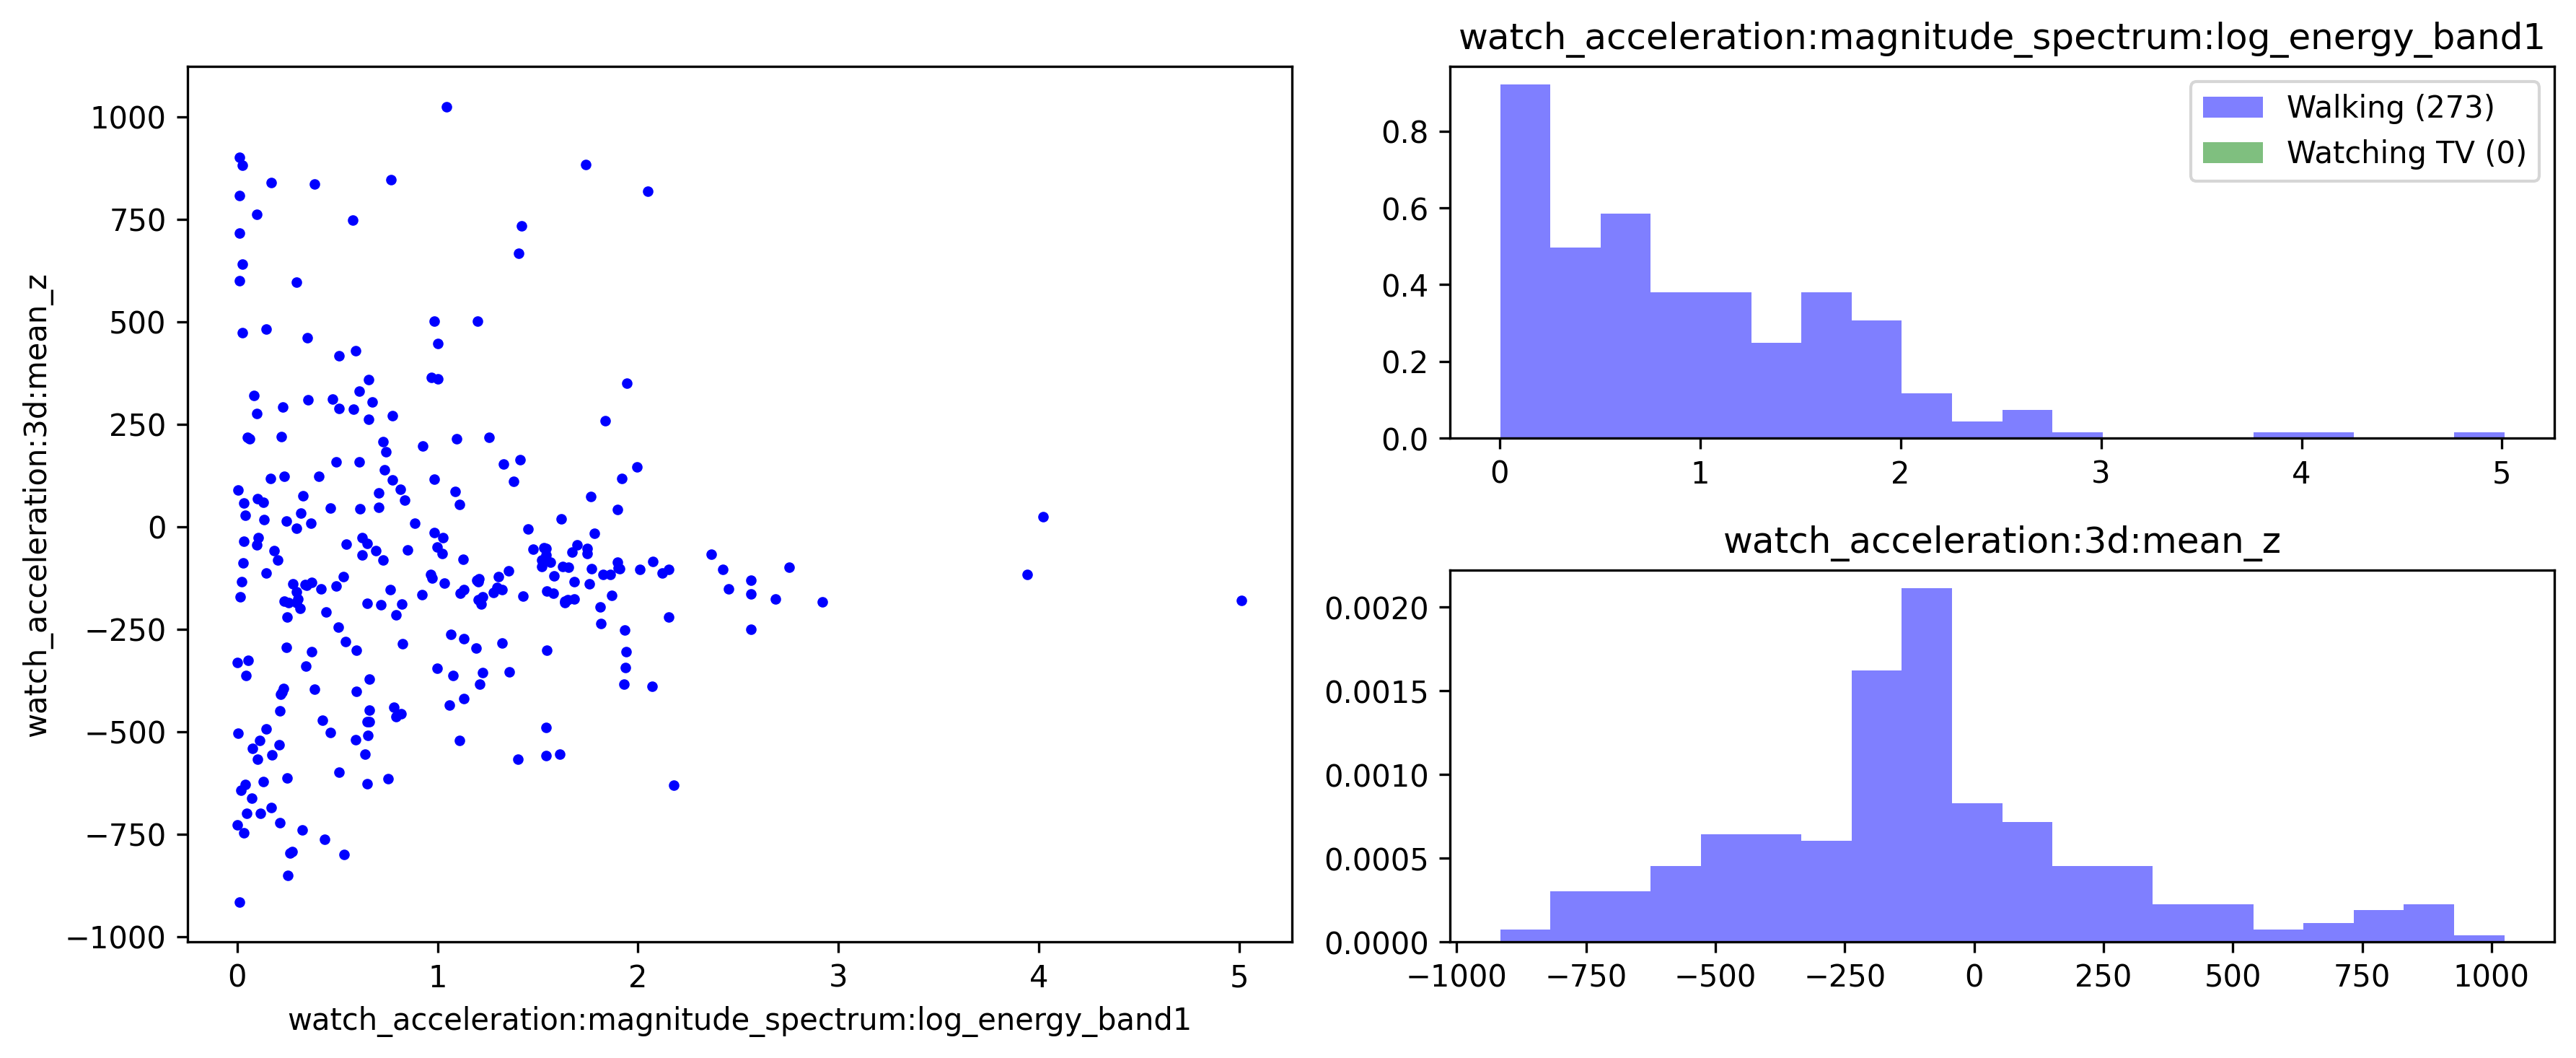 watch_acceleration:3d:mean_z
1000
750
500
250
0
−250
−500
−750
−1000
0 1 2 3 4 5
watch_acceleration:magnitude_spectrum:log_energy_band1
watch_acceleration:magnitude_spectrum:log_energy_band1
Walking (273)
Watching TV (0)
0.8
0.6
0.4
0.2
0.0
0 1 2 3 4 5
watch_acceleration:3d:mean_z
0.0020
0.0015
0.0010
0.0005
0.0000
−1000 −750 −500 −250 0 250 500 750 1000